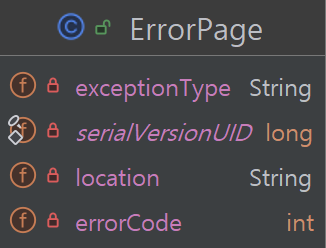 C ErrorPage
f exceptionType String
f serialVersionUID long
f location String
f errorCode int